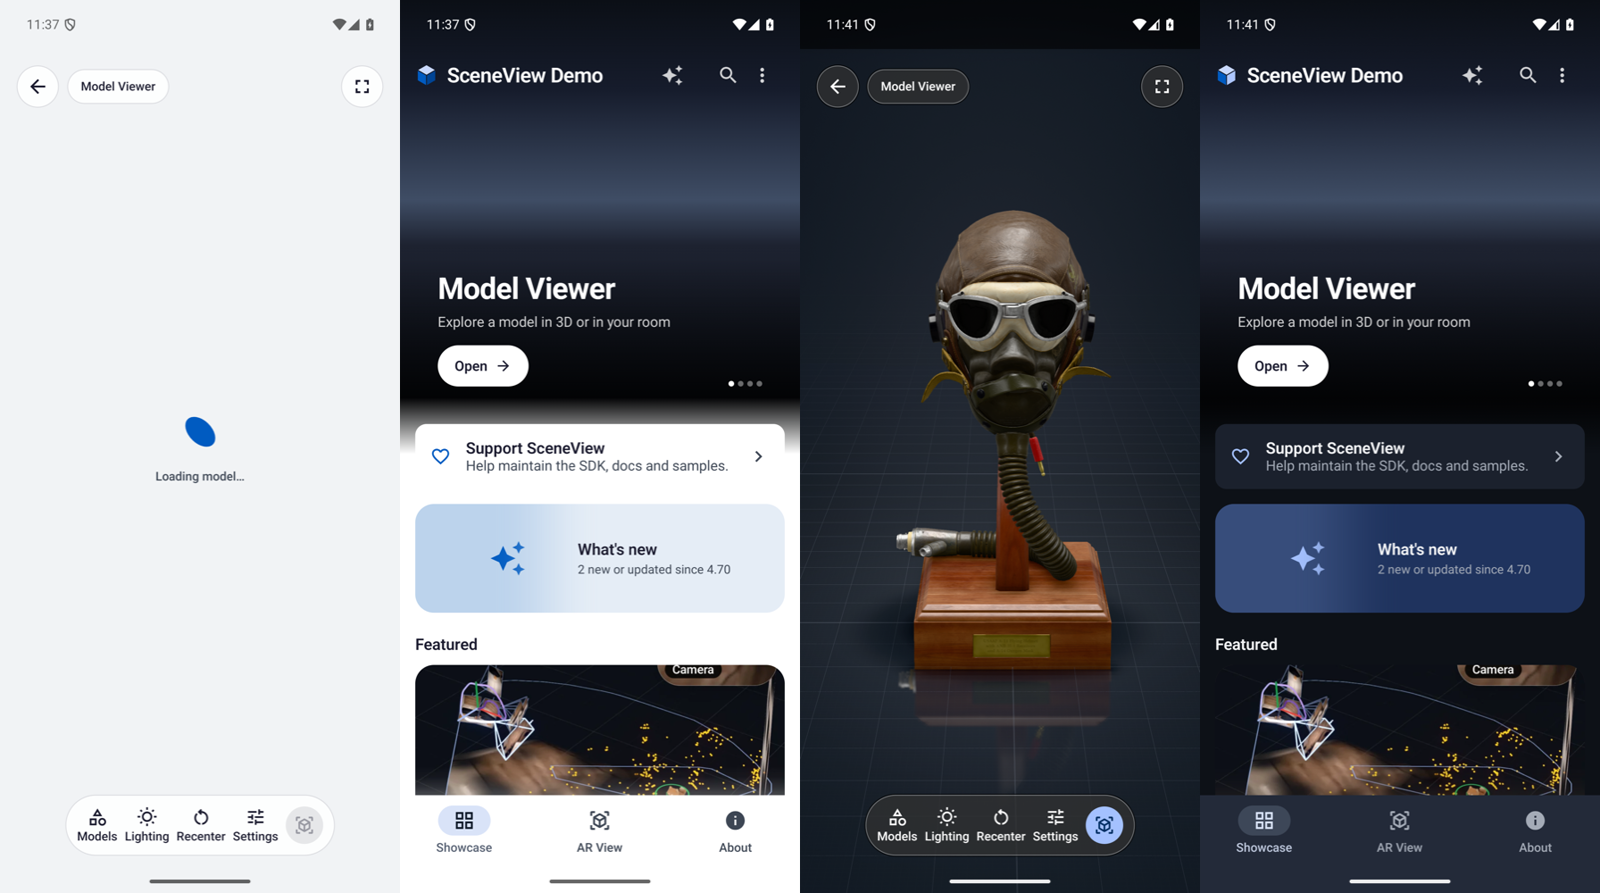 11:37
Model Viewer
Loading model...
Models
Lighting
Recenter
Settings
11:37
SceneView Demo
Model Viewer
Explore a model in 3D or in your room
Open
Support SceneView
Help maintain the SDK, docs and samples.
What's new
2 new or updated since 4.70
Featured
Camera
Showcase
AR View
About
11:41
Model Viewer
Models
Lighting
Recenter
Settings
11:41
SceneView Demo
Model Viewer
Explore a model in 3D or in your room
Open
Support SceneView
Help maintain the SDK, docs and samples.
What's new
2 new or updated since 4.70
Featured
Camera
Showcase
AR View
About